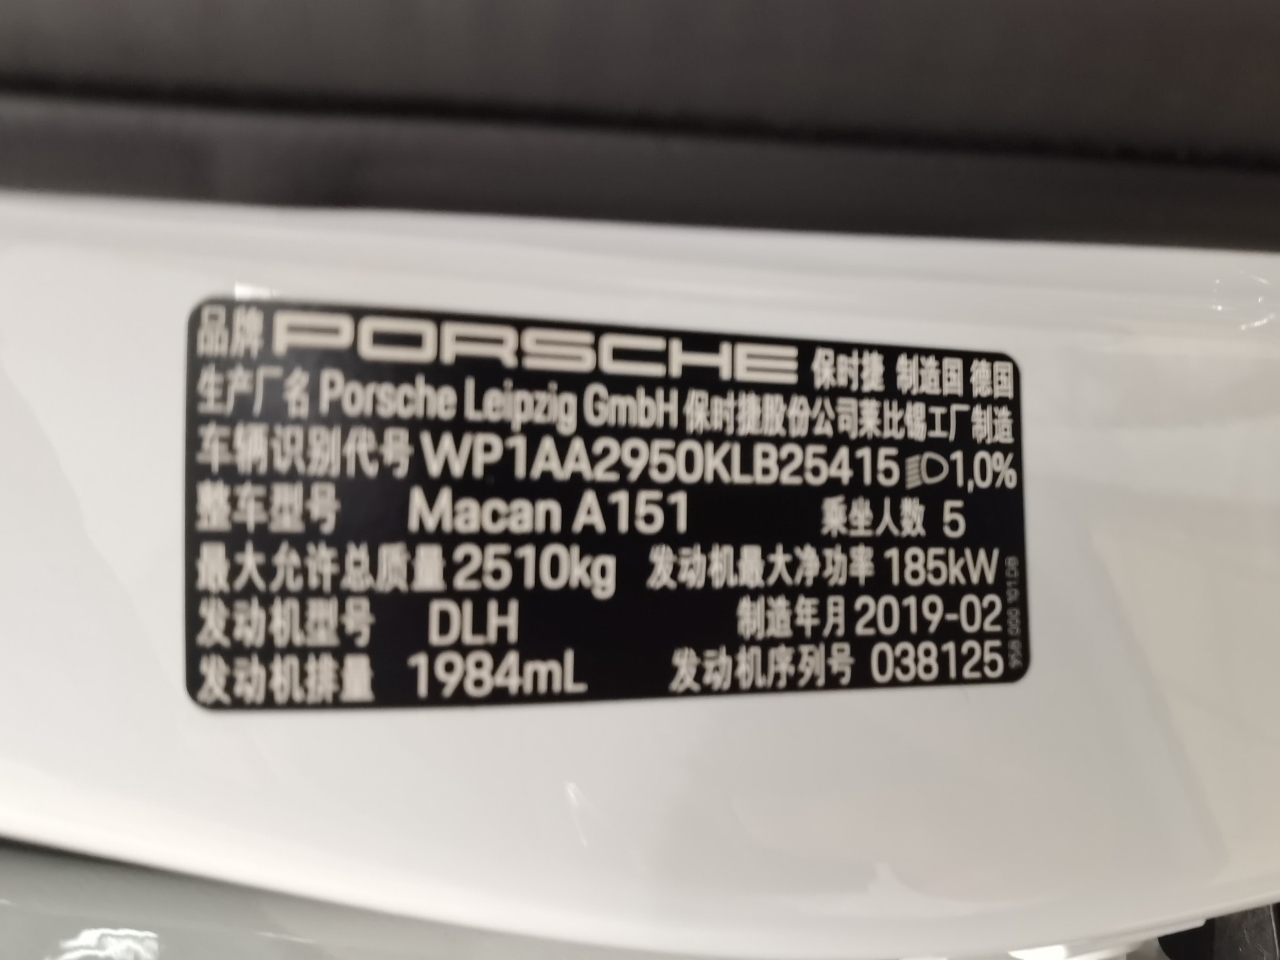 品牌 PORSCHE 保时捷 制造国 德国
生产厂名 Porsche Leipzig GmbH 保时捷股份公司莱比锡工厂制造
车辆识别代号 WP1AA2950KLB25415 1,0%
整车型号 Macan A151 乘坐人数 5
最大允许总质量 2510kg 发动机最大净功率 185kW
发动机型号 DLH 制造年月 2019-02
发动机排量 1984mL 发动机序列号 038125
958 000 101 DB